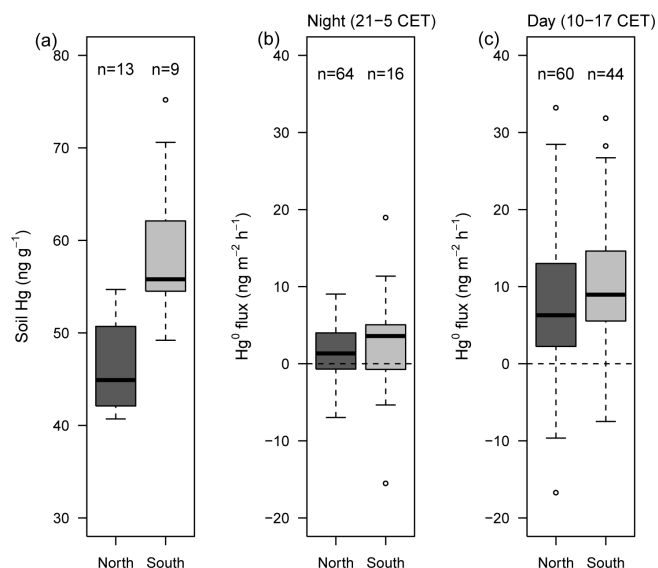 Night (21−5 CET) Day (10−17 CET)
(a) (b) (c)
n=13 n=9 n=64 n=16 n=60 n=44
Soil Hg (ng g⁻¹)
80
70
60
50
40
30
North South
Hg⁰ flux (ng m⁻² h⁻¹)
40
30
20
10
0
−10
−20
North South
Hg⁰ flux (ng m⁻² h⁻¹)
40
30
20
10
0
−10
−20
North South